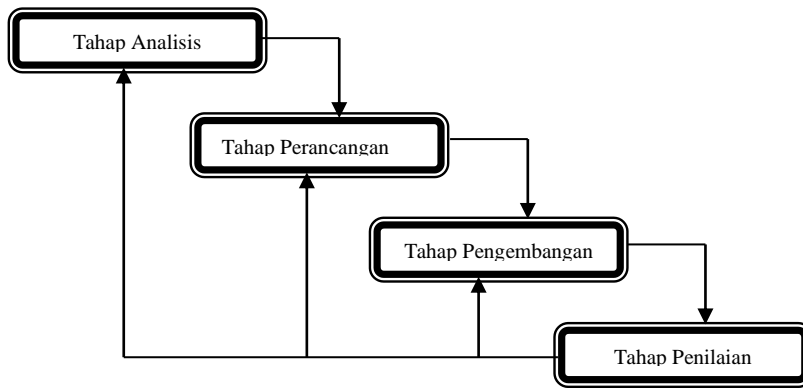 Tahap Analisis
Tahap Perancangan
Tahap Pengembangan
Tahap Penilaian